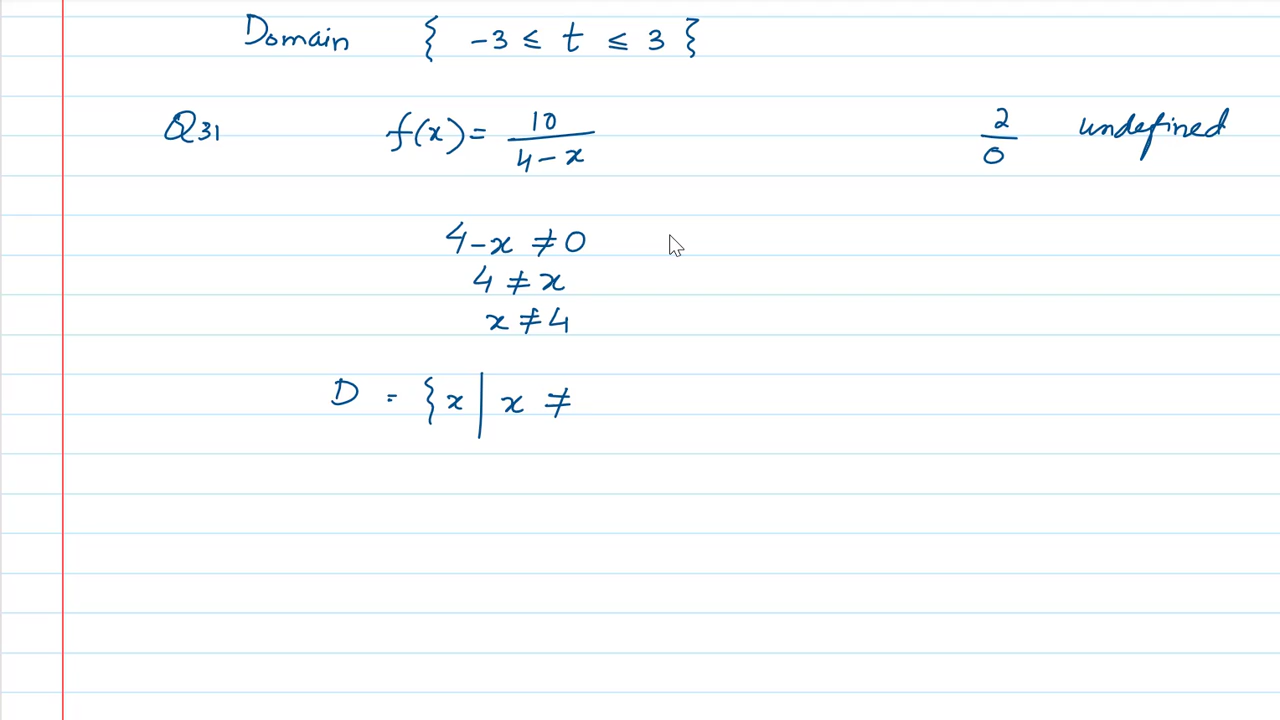 Domain { -3 ≤ t ≤ 3 }
Q31 f(x) = 10/(4-x) 2/0 undefined
4-x ≠ 0
4 ≠ x
x ≠ 4
D = { x | x ≠